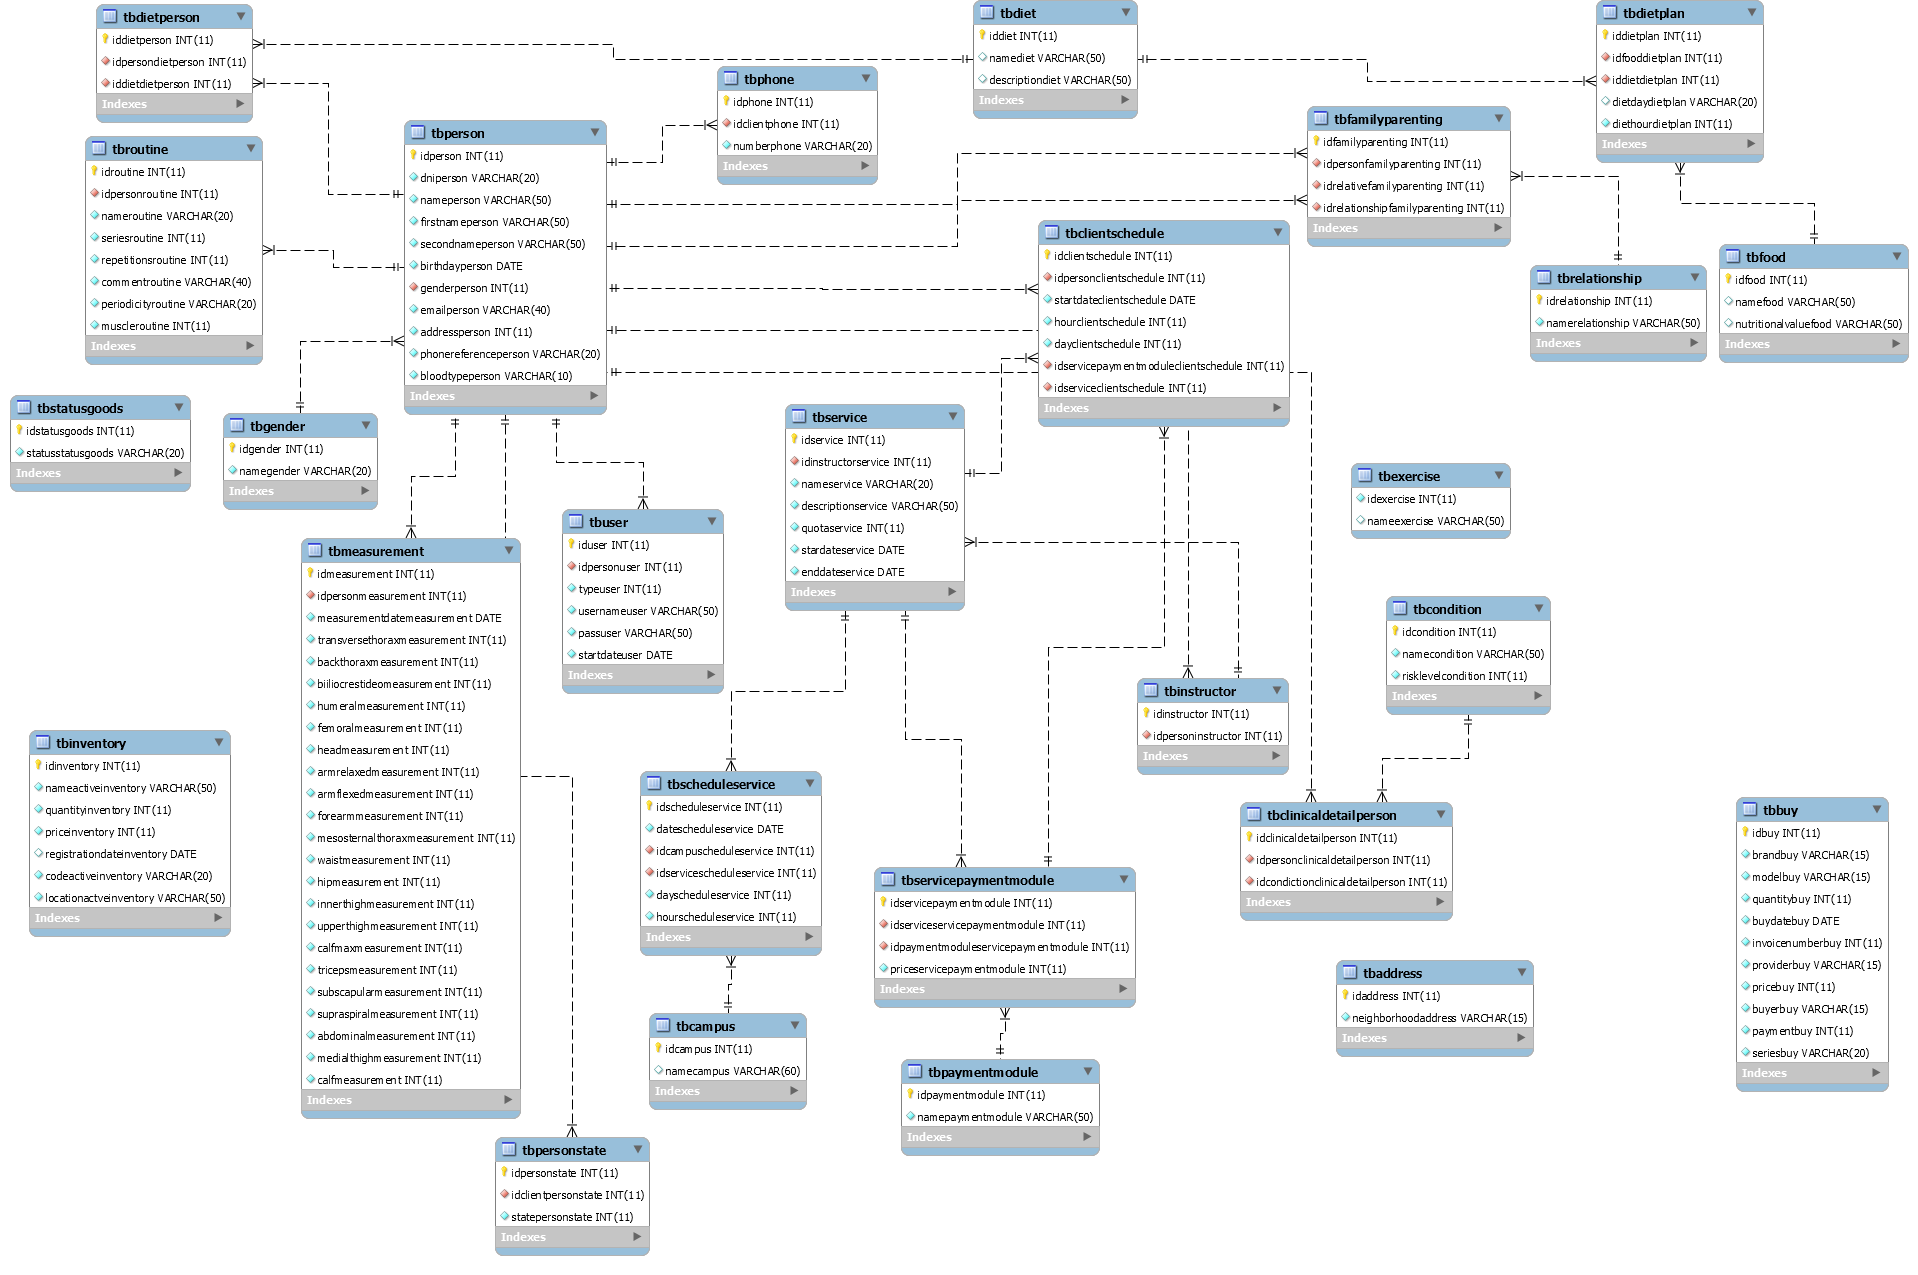 tbdietperson
iddietperson INT(11)
idpersondietperson INT(11)
iddietdietperson INT(11)
Indexes
tbroutine
idroutine INT(11)
idpersonroutine INT(11)
nameroutine VARCHAR(20)
seriesroutine INT(11)
repetitionsroutine INT(11)
commentroutine VARCHAR(40)
periodicityroutine VARCHAR(20)
muscleroutine INT(11)
Indexes
tbperson
idperson INT(11)
dniperson VARCHAR(20)
nameperson VARCHAR(50)
firstnameperson VARCHAR(50)
secondnameperson VARCHAR(50)
birthdayperson DATE
genderperson INT(11)
emailperson VARCHAR(40)
addressperson INT(11)
phonereferenceperson VARCHAR(20)
bloodtypeperson VARCHAR(10)
Indexes
tbphone
idphone INT(11)
idclientphone INT(11)
numberphone VARCHAR(20)
Indexes
tbdiet
iddiet INT(11)
namediet VARCHAR(50)
descriptiondiet VARCHAR(50)
Indexes
tbdietplan
iddietplan INT(11)
idfooddietplan INT(11)
iddietdietplan INT(11)
dietdaydietplan VARCHAR(20)
diethourdietplan INT(11)
Indexes
tbfamilyparenting
idfamilyparenting INT(11)
idpersonfamilyparenting INT(11)
idrelativefamilyparenting INT(11)
idrelationshipfamilyparenting INT(11)
Indexes
tbclientschedule
idclientschedule INT(11)
idpersonclientschedule INT(11)
startdateclientschedule DATE
hourclientschedule INT(11)
dayclientschedule INT(11)
idservicepaymentmoduleclientschedule INT(11)
idserviceclientschedule INT(11)
Indexes
tbrelationship
idrelationship INT(11)
namerelationship VARCHAR(50)
Indexes
tbfood
idfood INT(11)
namefood VARCHAR(50)
nutritionalvaluefood VARCHAR(50)
Indexes
tbstatusgoods
idstatusgoods INT(11)
statusstatusgoods VARCHAR(20)
Indexes
tbgender
idgender INT(11)
namegender VARCHAR(20)
Indexes
tbservice
idservice INT(11)
idinstructorservice INT(11)
nameservice VARCHAR(20)
descriptionservice VARCHAR(50)
quotaservice INT(11)
stardateservice DATE
enddateservice DATE
Indexes
tbexercise
idexercise INT(11)
nameexercise VARCHAR(50)
Indexes
tbmeasurement
idmeasurement INT(11)
idpersonmeasurement INT(11)
measurementdatemeasurement DATE
transversethoraxmeasurement INT(11)
backthoraxmeasurement INT(11)
biiliocrestideomeasurement INT(11)
humeralmeasurement INT(11)
femoralmeasurement INT(11)
headmeasurement INT(11)
armrelaxedmeasurement INT(11)
armflexedmeasurement INT(11)
forearmmeasurement INT(11)
mesosternalthoraxmeasurement INT(11)
waistmeasurement INT(11)
hipmeasurement INT(11)
innerthighmeasurement INT(11)
upperthighmeasurement INT(11)
calfmaxmeasurement INT(11)
tricepsmeasurement INT(11)
subscapularmeasurement INT(11)
supraspiralmeasurement INT(11)
abdominalmeasurement INT(11)
medialthighmeasurement INT(11)
calfmeasurement INT(11)
Indexes
tbuser
iduser INT(11)
idpersonuser INT(11)
typeuser INT(11)
usernameuser VARCHAR(50)
passuser VARCHAR(50)
startdateuser DATE
Indexes
tbcondition
idcondition INT(11)
namecondition VARCHAR(50)
risklevelcondition INT(11)
Indexes
tbinstructor
idinstructor INT(11)
idpersoninstructor INT(11)
Indexes
tbinventory
idinventory INT(11)
nameactiveinventory VARCHAR(50)
quantityinventory INT(11)
priceinventory INT(11)
registrationdateinventory DATE
codeactiveinventory VARCHAR(20)
locationactveinventory VARCHAR(50)
Indexes
tbscheduleservice
idscheduleservice INT(11)
datescheduleservice DATE
idcampuscheduleservice INT(11)
idservicescheduleservice INT(11)
dayscheduleservice INT(11)
hourscheduleservice INT(11)
Indexes
tbservicepaymentmodule
idservicepaymentmodule INT(11)
idserviceservicepaymentmodule INT(11)
idpaymentmoduleservicepaymentmodule INT(11)
priceservicepaymentmodule INT(11)
Indexes
tbclinicaldetailperson
idclinicaldetailperson INT(11)
idpersonclinicaldetailperson INT(11)
idcondictionclinicaldetailperson INT(11)
Indexes
tbbuy
idbuy INT(11)
brandbuy VARCHAR(15)
modelbuy VARCHAR(15)
quantitybuy INT(11)
buydatebuy DATE
invoicenumberbuy INT(11)
providerbuy VARCHAR(15)
pricebuy INT(11)
buyerbuy VARCHAR(15)
paymentbuy INT(11)
seriesbuy VARCHAR(20)
Indexes
tbaddress
idaddress INT(11)
neighborhoodaddress VARCHAR(15)
Indexes
tbcampus
idcampus INT(11)
namecampus VARCHAR(60)
Indexes
tbpaymentmodule
idpaymentmodule INT(11)
namepaymentmodule VARCHAR(50)
Indexes
tbpersonstate
idpersonstate INT(11)
idclientpersonstate INT(11)
statepersonstate INT(11)
Indexes